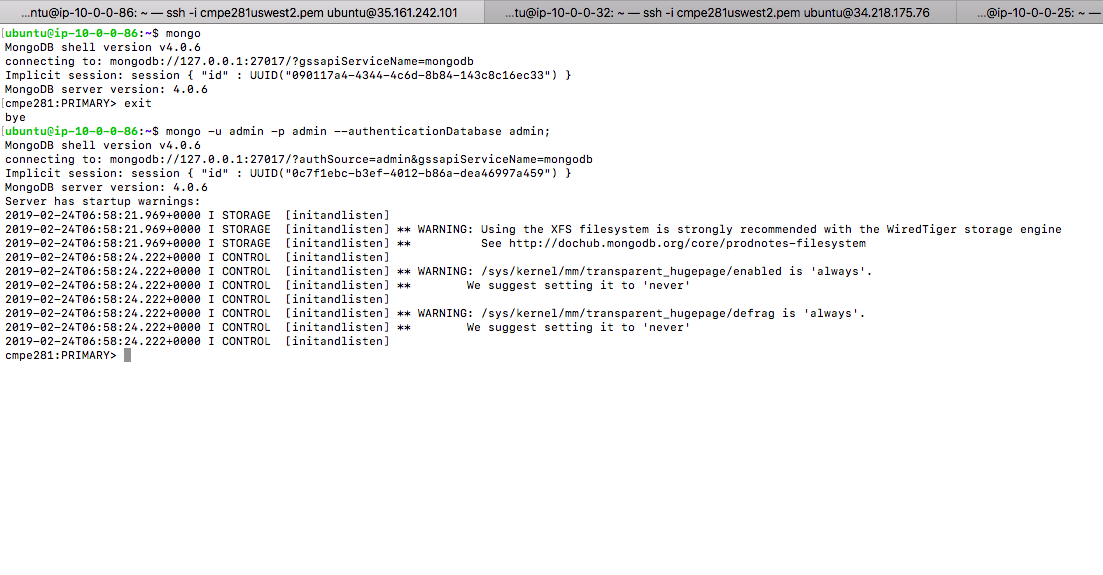 ...ntu@ip-10-0-0-86: ~ — ssh -i cmpe281uswest2.pem ubuntu@35.161.242.101
...tu@ip-10-0-0-32: ~ — ssh -i cmpe281uswest2.pem ubuntu@34.218.175.76
...@ip-10-0-0-25: ~ —
[ubuntu@ip-10-0-0-86:~$ mongo
MongoDB shell version v4.0.6
connecting to: mongodb://127.0.0.1:27017/?gssapiServiceName=mongodb
Implicit session: session { "id" : UUID("090117a4-4344-4c6d-8b84-143c8c16ec33") }
MongoDB server version: 4.0.6
[cmpe281:PRIMARY> exit
bye
[ubuntu@ip-10-0-0-86:~$ mongo -u admin -p admin --authenticationDatabase admin;
MongoDB shell version v4.0.6
connecting to: mongodb://127.0.0.1:27017/?authSource=admin&gssapiServiceName=mongodb
Implicit session: session { "id" : UUID("0c7f1ebc-b3ef-4012-b86a-dea46997a459") }
MongoDB server version: 4.0.6
Server has startup warnings:
2019-02-24T06:58:21.969+0000 I STORAGE  [initandlisten]
2019-02-24T06:58:21.969+0000 I STORAGE  [initandlisten] ** WARNING: Using the XFS filesystem is strongly recommended with the WiredTiger storage engine
2019-02-24T06:58:21.969+0000 I STORAGE  [initandlisten] **          See http://dochub.mongodb.org/core/prodnotes-filesystem
2019-02-24T06:58:24.222+0000 I CONTROL  [initandlisten]
2019-02-24T06:58:24.222+0000 I CONTROL  [initandlisten] ** WARNING: /sys/kernel/mm/transparent_hugepage/enabled is 'always'.
2019-02-24T06:58:24.222+0000 I CONTROL  [initandlisten] **        We suggest setting it to 'never'
2019-02-24T06:58:24.222+0000 I CONTROL  [initandlisten]
2019-02-24T06:58:24.222+0000 I CONTROL  [initandlisten] ** WARNING: /sys/kernel/mm/transparent_hugepage/defrag is 'always'.
2019-02-24T06:58:24.222+0000 I CONTROL  [initandlisten] **        We suggest setting it to 'never'
2019-02-24T06:58:24.222+0000 I CONTROL  [initandlisten]
cmpe281:PRIMARY>